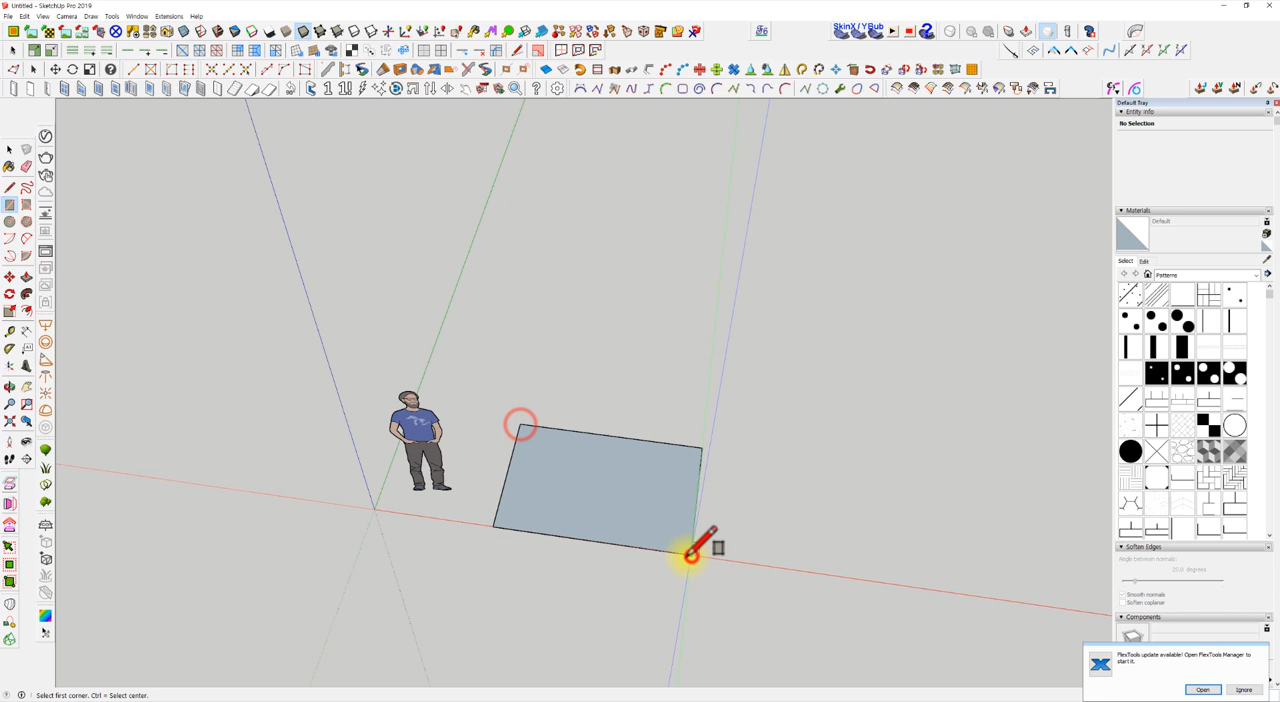 Untitled - SketchUp Pro 2019
File Edit View Camera Draw Tools Window Extensions Help
SkinX/YBub
Default Tray
Entity Info
No Selection
Materials
Default
Select Edit
Patterns
Soften Edges
Angle between normals:
20.0 degrees
Smooth normals
Soften coplanar
Components
FlexTools update available! Open FlexTools Manager to
start it.
Open Ignore
Select first corner. Ctrl = Select center.